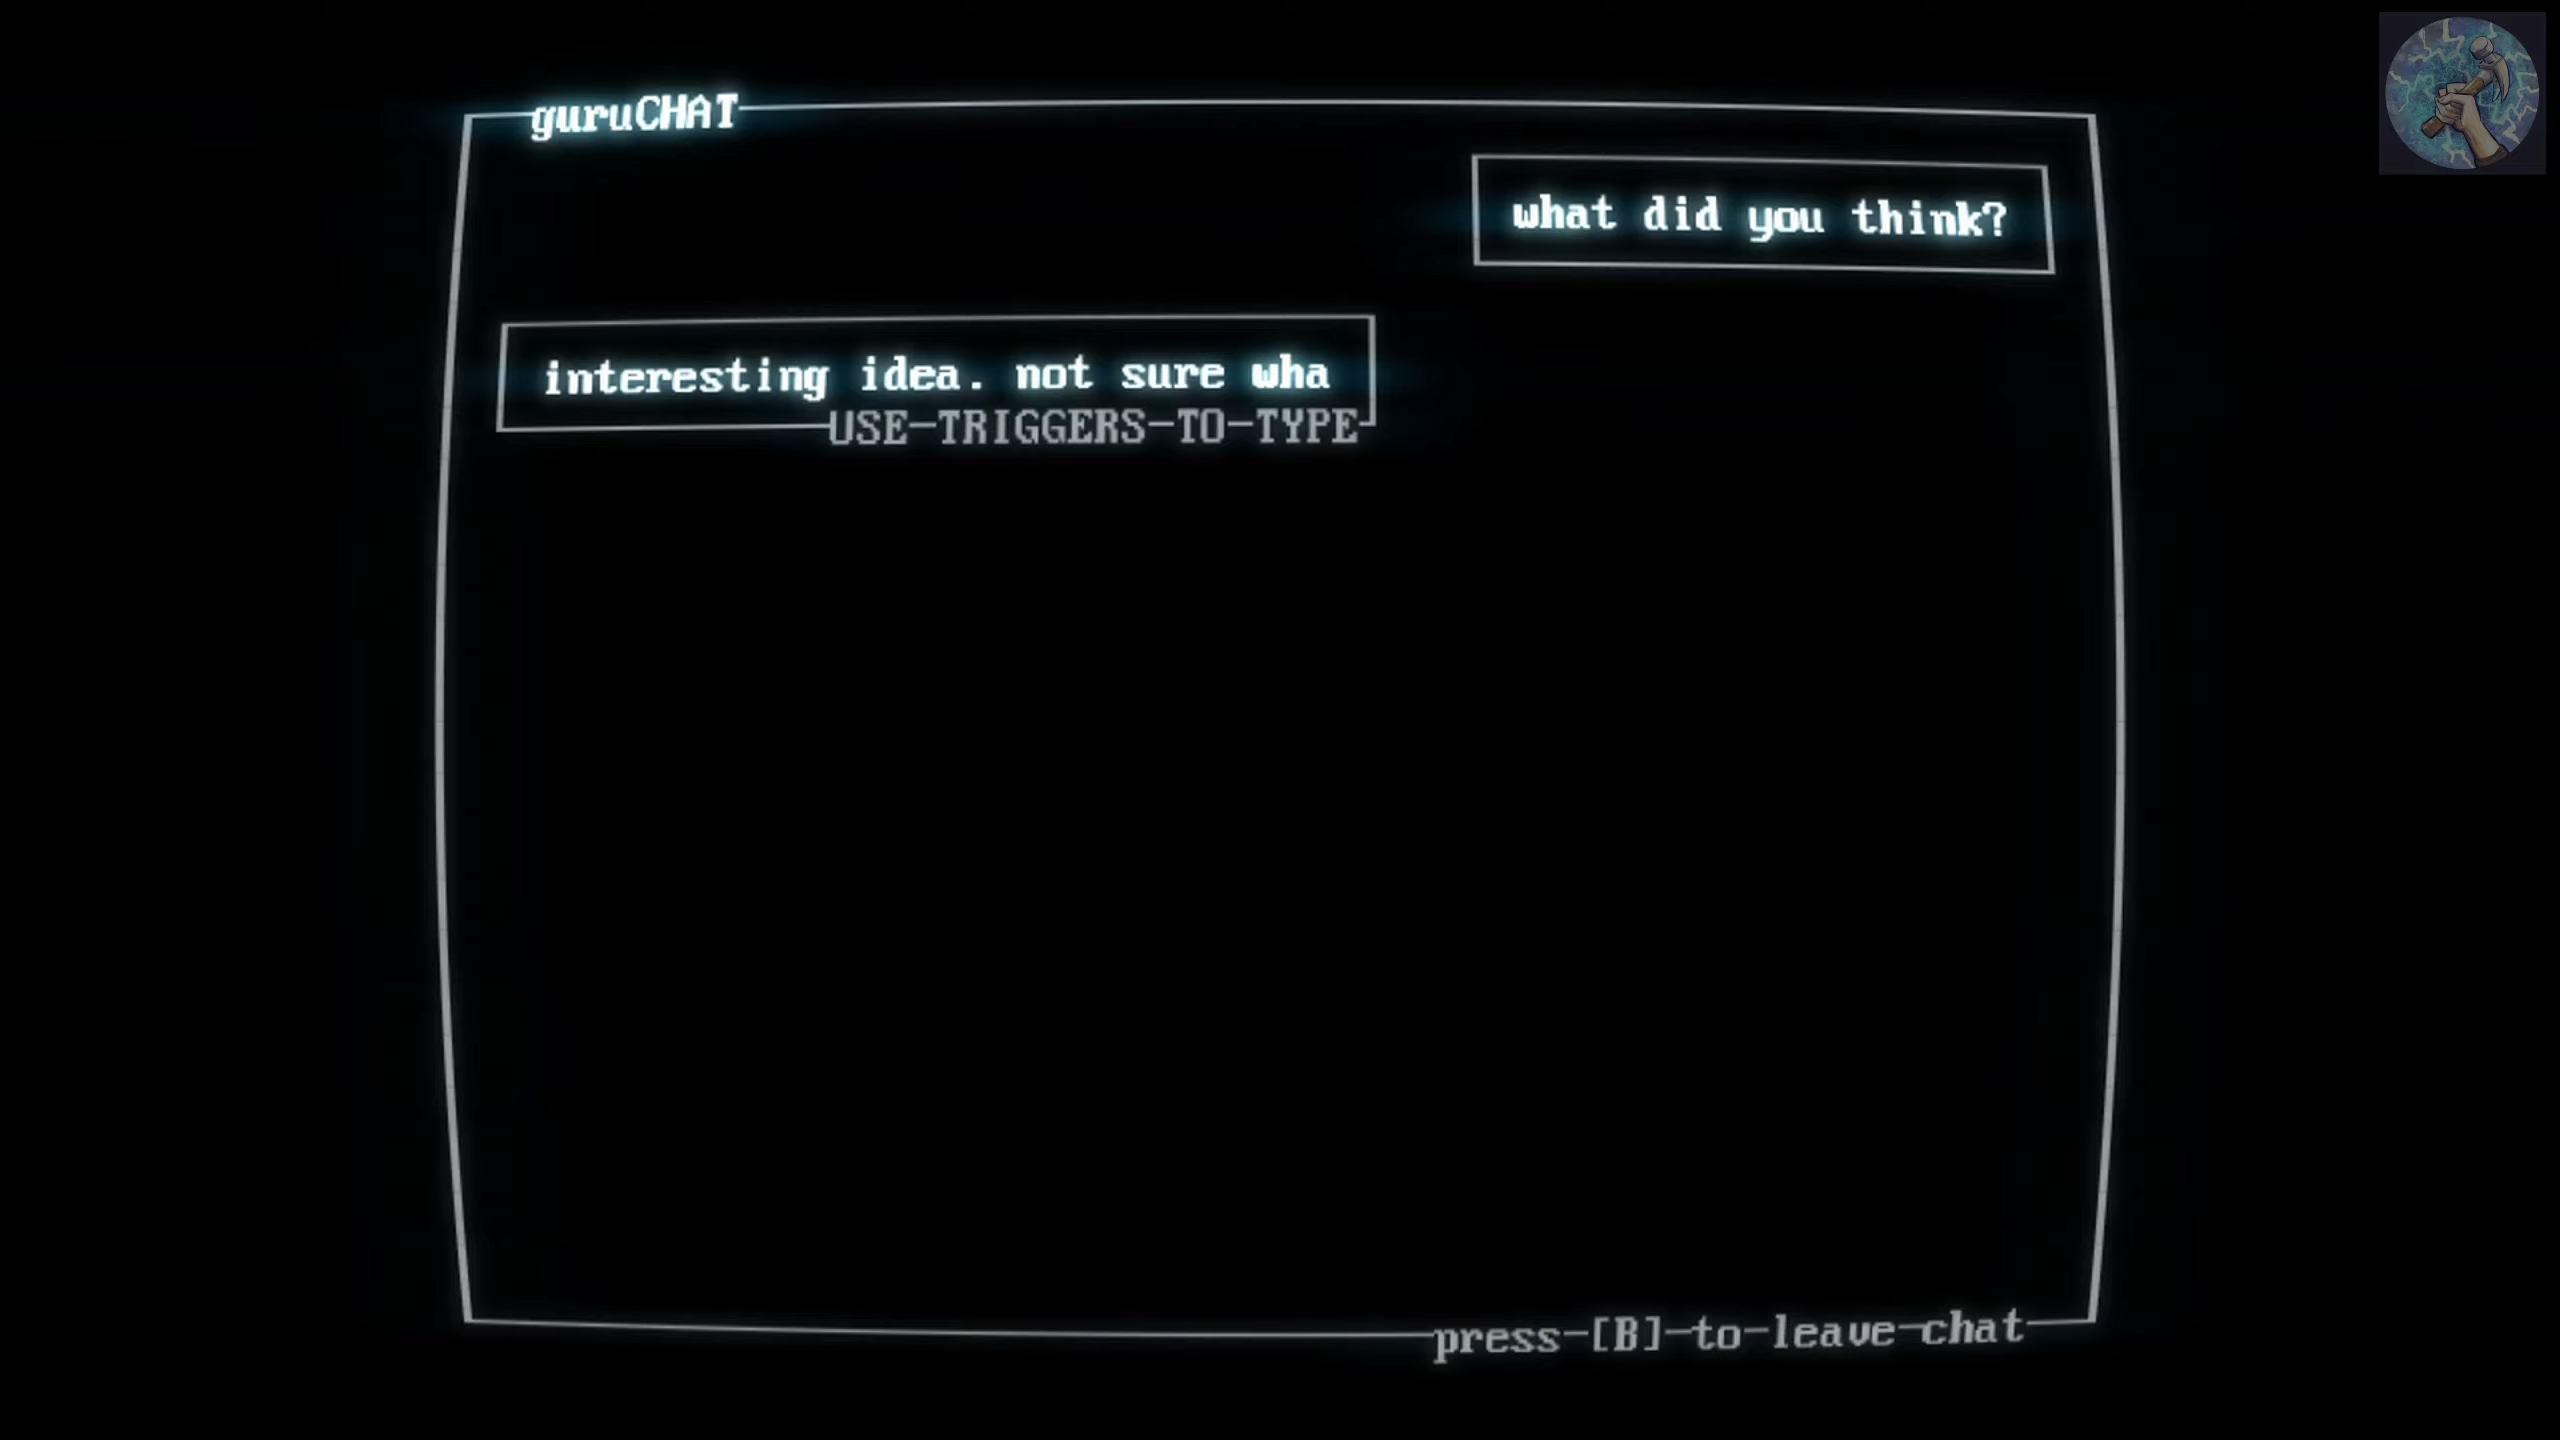 guruCHAT
what did you think?
interesting idea. not sure wha
USE-TRIGGERS-TO-TYPE
press-[B]-to-leave-chat